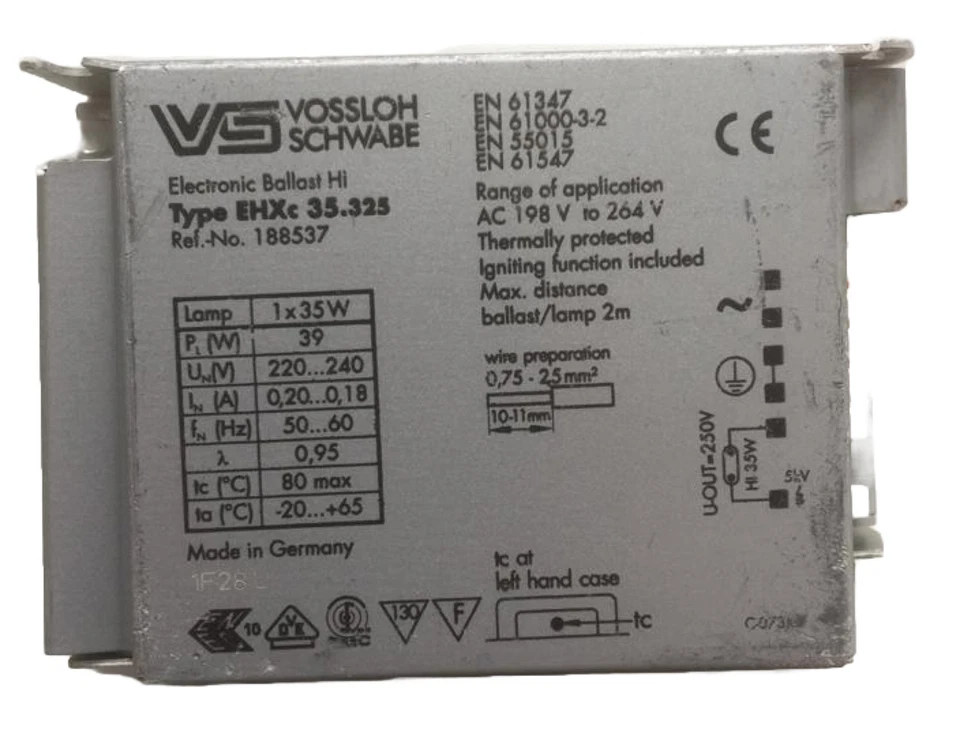 VS VOSSLOH
SCHWABE
Electronic Ballast Hi
Type EHXc 35.325
Ref.-No. 188537
Lamp 1x35W
PL (W) 39
UN(V) 220...240
IN (A) 0,20...0,18
fN (Hz) 50...60
λ 0,95
tc (°C) 80 max
ta (°C) -20...+65
Made in Germany
10
VDE
130
F
EN 61347
EN 61000-3-2
EN 55015
EN 61547
CE
Range of application
AC 198 V to 264 V
Thermally protected
Igniting function included
Max. distance
ballast/lamp 2m
wire preparation
0,75 - 2,5mm²
10-11mm
~
U-OUT=250V
HI 35W
tc at
left hand case
tc